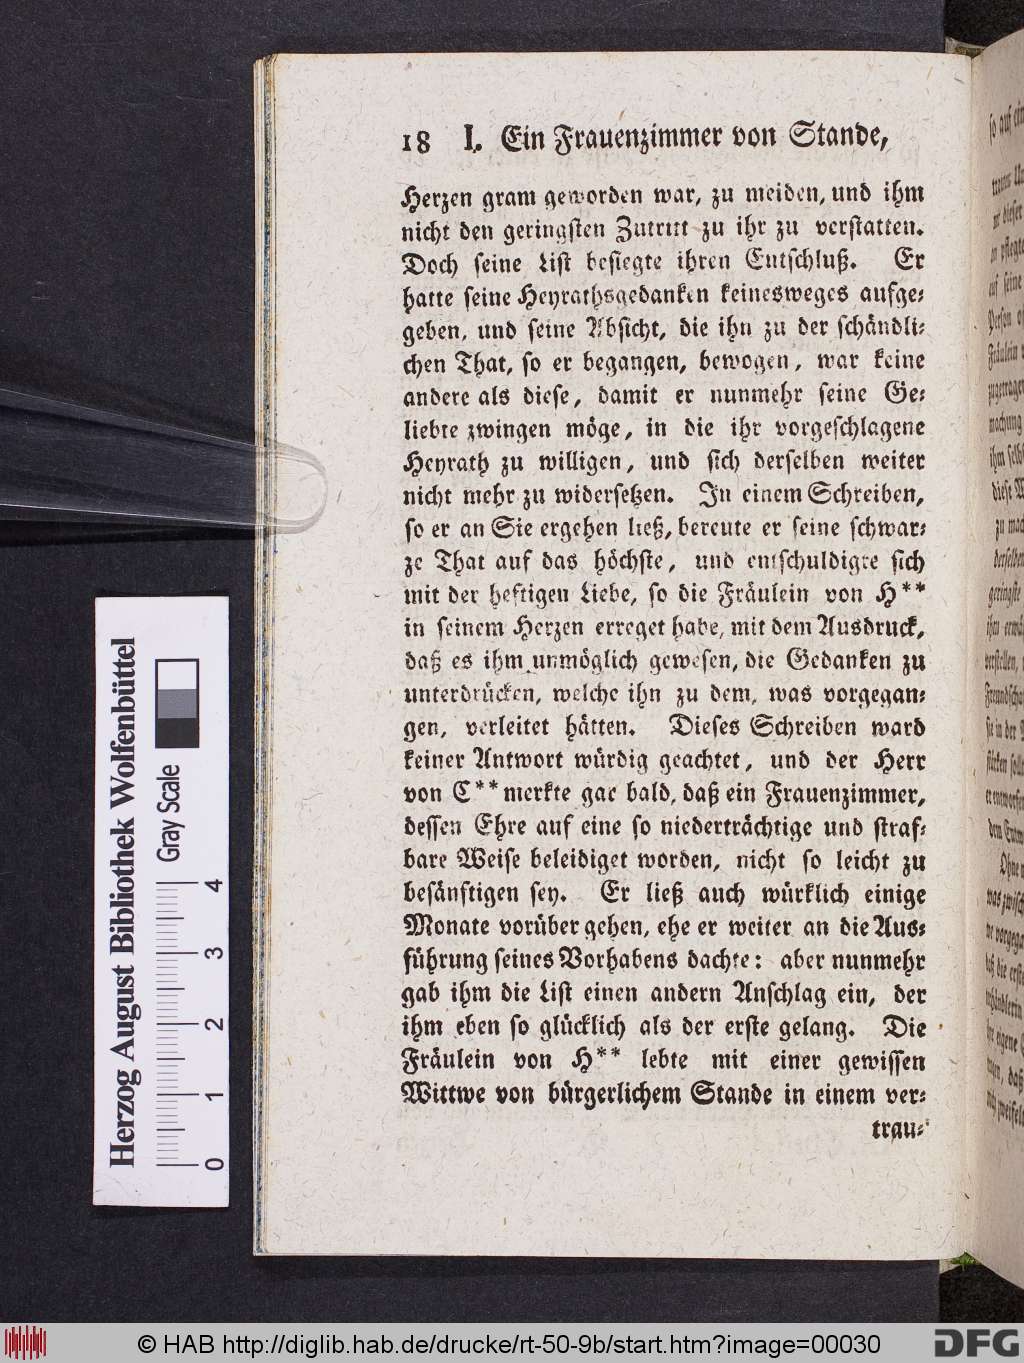 18 I. Ein Frauenzimmer von Stande,
Herzen gram geworden war, zu meiden, und ihm
nicht den geringsten Zutritt zu ihr zu verstatten.
Doch seine List besiegte ihren Entschluß. Er
hatte seine Heyrathsgedanken keinesweges aufge-
geben, und seine Absicht, die ihn zu der schändli-
chen That, so er begangen, bewogen, war keine
andere als diese, damit er nunmehr seine Ge-
liebte zwingen möge, in die ihr vorgeschlagene
Heyrath zu willigen, und sich derselben weiter
nicht mehr zu widersetzen. In einem Schreiben,
so er an Sie ergehen ließ, bereute er seine schwar-
ze That auf das höchste, und entschuldigte sich
mit der heftigen Liebe, so die Fräulein von H**
in seinem Herzen erreget habe, mit dem Ausdruck,
daß es ihm unmöglich gewesen, die Gedanken zu
unterdrücken, welche ihn zu dem, was vorgegan-
gen, verleitet hätten. Dieses Schreiben ward
keiner Antwort würdig geachtet, und der Herr
von C** merkte gar bald, daß ein Frauenzimmer,
dessen Ehre auf eine so niederträchtige und straf-
bare Weise beleidiget worden, nicht so leicht zu
besänftigen sey. Er ließ auch würklich einige
Monate vorüber gehen, ehe er weiter an die Aus-
führung seines Vorhabens dachte: aber nunmehr
gab ihm die List einen andern Anschlag ein, der
ihm eben so glücklich als der erste gelang. Die
Fräulein von H** lebte mit einer gewissen
Wittwe von bürgerlichem Stande in einem ver-
trau-
Herzog August Bibliothek Wolfenbüttel
Gray Scale
0 1 2 3 4
© HAB http://diglib.hab.de/drucke/rt-50-9b/start.htm?image=00030
DFG